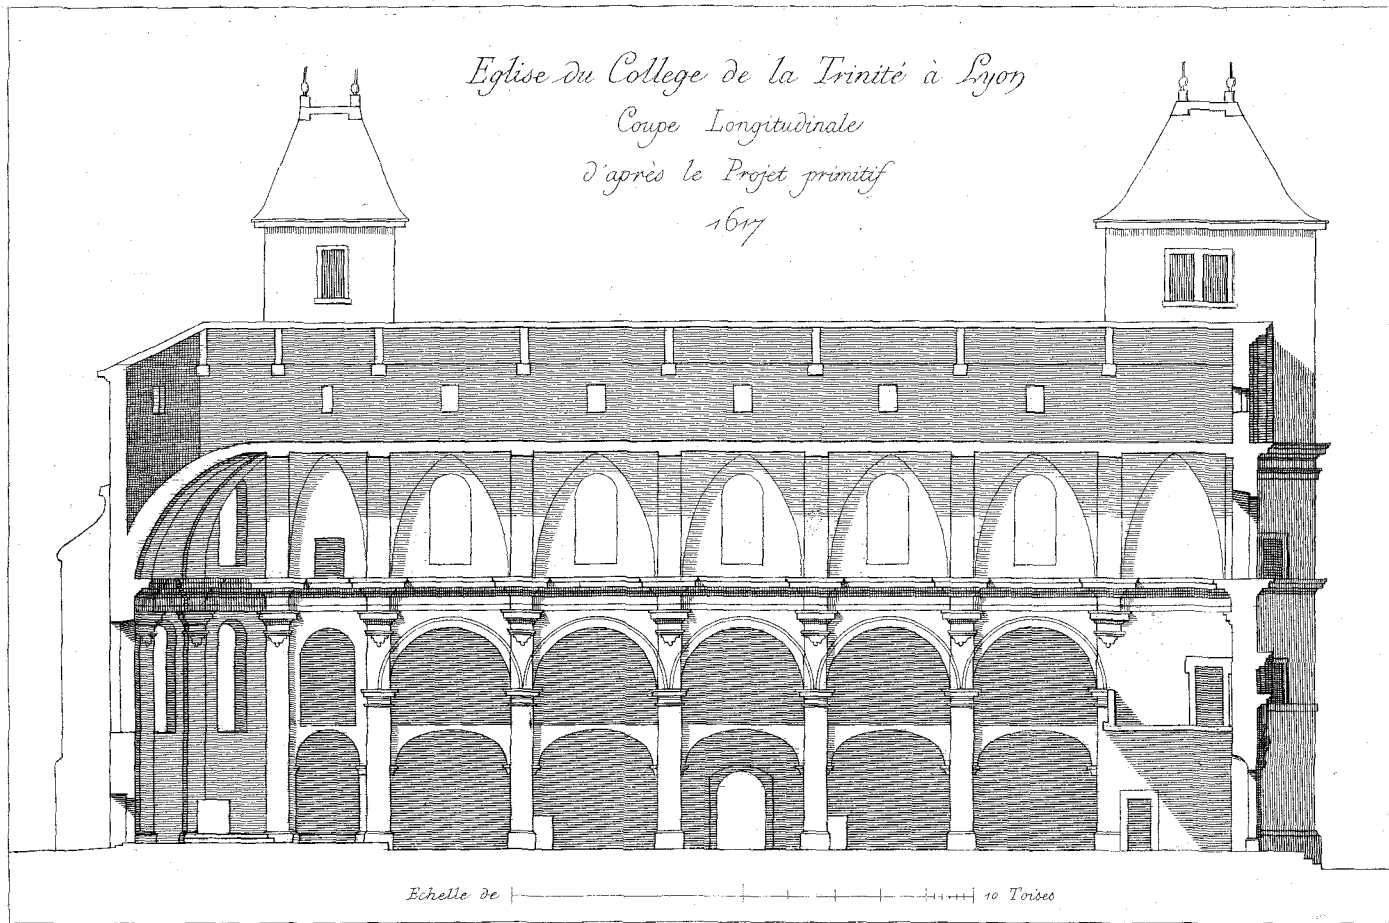 Eglise du College de la Trinité à Lyon
Coupe Longitudinale
d'après le Projet primitif
1617
Echelle de 10 Toises